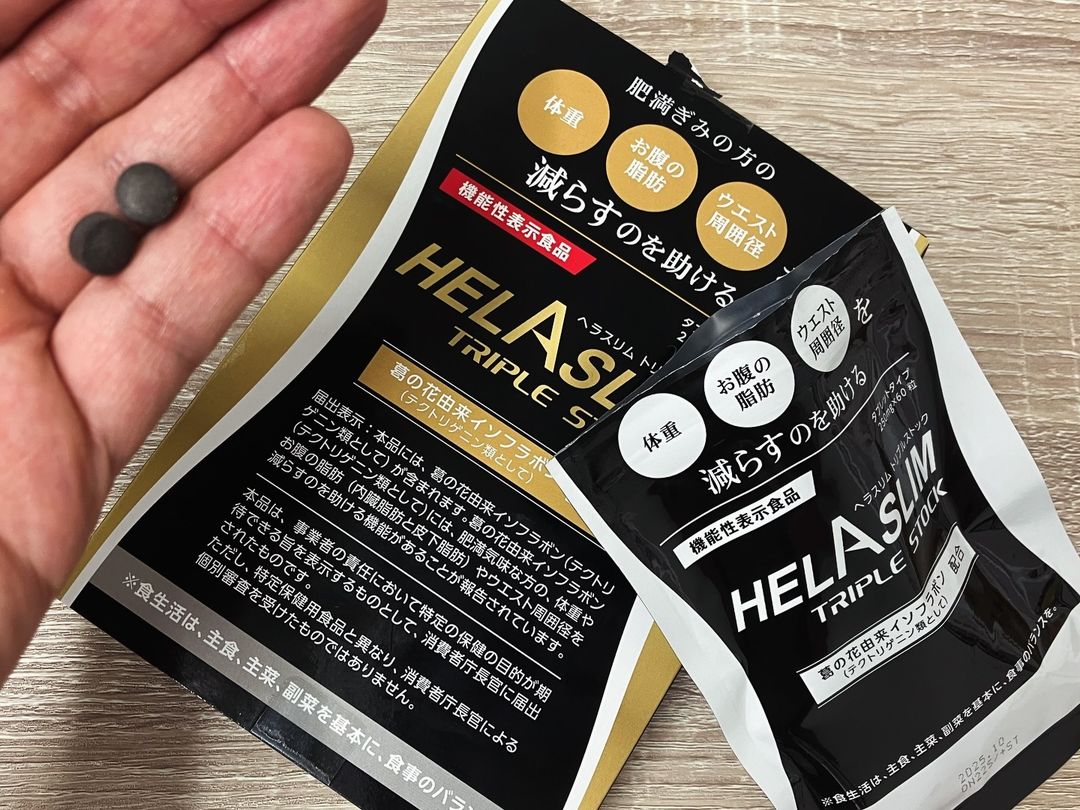 肥満ぎみの方の
体重
お腹の
脂肪
ウエスト
周囲径
減らすのを助ける
機能性表示食品
ヘラスリム トリ
HELASL
TRIPLE S
葛の花由来イソフラボン
(テクトリゲニン類として)
届出表示：本品には、葛の花由来イソフラボン(テクトリ
ゲニン類として)が含まれます。葛の花由来イソフラボン
(テクトリゲニン類として)には、肥満気味な方の、体重や
お腹の脂肪(内臓脂肪と皮下脂肪)やウエスト周囲径を
減らすのを助ける機能があることが報告されています。
本品は、事業者の責任において特定の保健の目的が期
待できる旨を表示するものとして、消費者庁長官に届出
されたものです。
ただし、特定保健用食品と異なり、消費者庁長官による
個別審査を受けたものではありません。
※食生活は、主食、主菜、副菜を基本に、食事のバラン
体重
お腹の
脂肪
ウエスト
周囲径
を
減らすのを助ける
タブレットタイプ
250mg×60粒
機能性表示食品
ヘラスリム トリプルストック
HELASLIM
TRIPLE STOCK
葛の花由来イソフラボン 配合
(テクトリゲニン類として)
※食生活は、主食、主菜、副菜を基本に、食事のバランスを。
2025.10
DN225/+ST